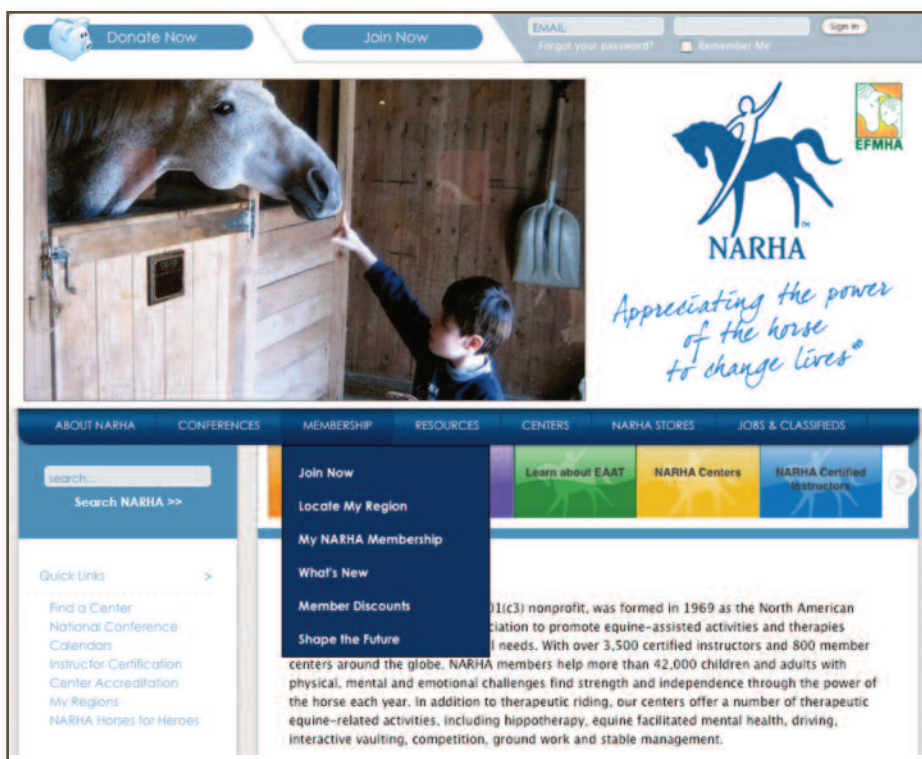 Donate Now
Join Now
EMAIL
Sign In
Forgot your password?
Remember Me
EFMHA
NARHA
TM
Appreciating the power
of the horse
to change lives®
ABOUT NARHA CONFERENCES MEMBERSHIP RESOURCES CENTERS NARHA STORES JOBS & CLASSIFIEDS
search...
Search NARHA >>
Join Now
Locate My Region
My NARHA Membership
What's New
Member Discounts
Shape the Future
Learn about EAAT
NARHA Centers
NARHA Certified
Instructors
>
Quick Links >
Find a Center
National Conference
Calendars
Instructor Certification
Center Accreditation
My Regions
NARHA Horses for Heroes
01(c3) nonprofit, was formed in 1969 as the North American
ciation to promote equine-assisted activities and therapies
l needs. With over 3,500 certified instructors and 800 member
centers around the globe, NARHA members help more than 42,000 children and adults with
physical, mental and emotional challenges find strength and independence through the power of
the horse each year. In addition to therapeutic riding, our centers offer a number of therapeutic
equine-related activities, including hippotherapy, equine facilitated mental health, driving,
interactive vaulting, competition, ground work and stable management.